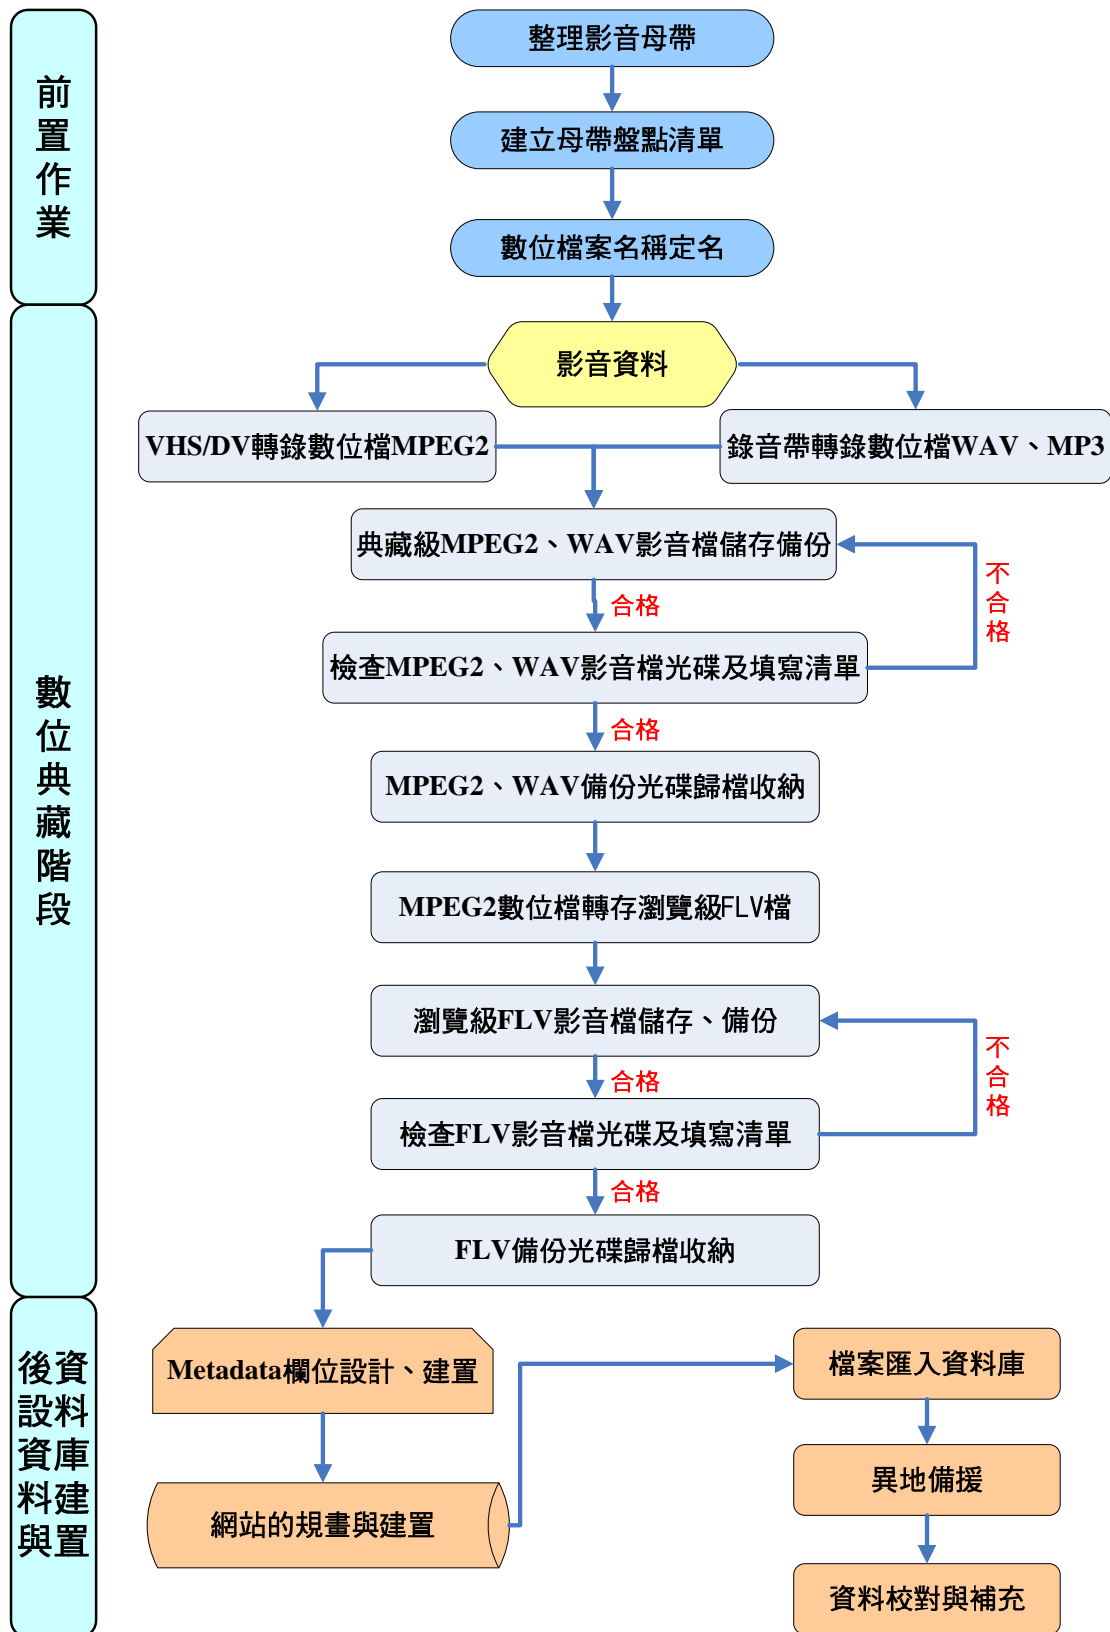 前置作業
整理影音母帶
建立母帶盤點清單
數位檔案名稱定名
數位典藏階段
影音資料
VHS/DV轉錄數位檔MPEG2
錄音帶轉錄數位檔WAV、MP3
典藏級MPEG2、WAV影音檔儲存備份
不合格
合格
檢查MPEG2、WAV影音檔光碟及填寫清單
合格
MPEG2、WAV備份光碟歸檔收納
MPEG2數位檔轉存瀏覽級FLV檔
瀏覽級FLV影音檔儲存、備份
不合格
合格
檢查FLV影音檔光碟及填寫清單
合格
FLV備份光碟歸檔收納
後設資料與
資料庫建置
Metadata欄位設計、建置
檔案匯入資料庫
異地備援
網站的規畫與建置
資料校對與補充